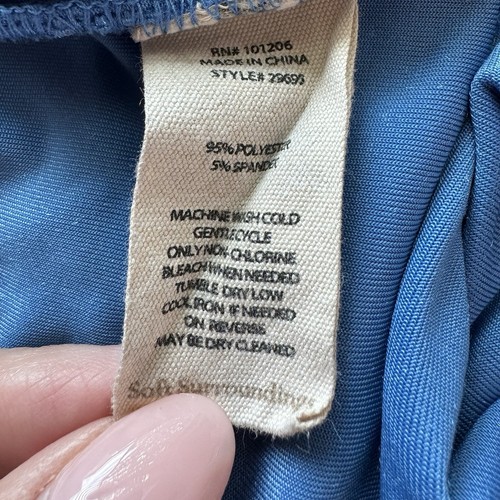 RN# 101206
MADE IN CHINA
STYLE# 29695
95% POLYESTER
5% SPANDEX
MACHINE WASH COLD
GENTLE CYCLE
ONLY NON-CHLORINE
BLEACH WHEN NEEDED
TUMBLE DRY LOW
COOL IRON IF NEEDED
ON REVERSE
MAY BE DRY CLEANED
Soft Surroundings